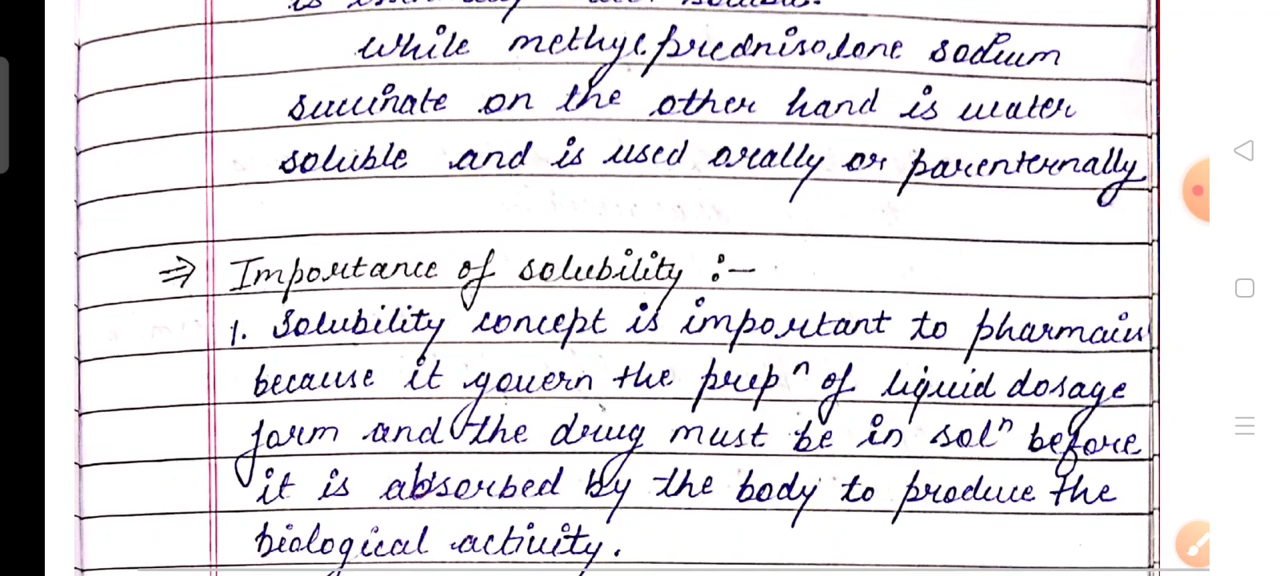 while methylprednisolone sodium
succinate on the other hand is water
soluble and is used orally or parenternally
⇒ Importance of solubility :-
1. Solubility concept is important to
because it govern the prepⁿ of liquid dosage
form and the drug must be in solⁿ before
it is absorbed by the body to produce the
biological activity.